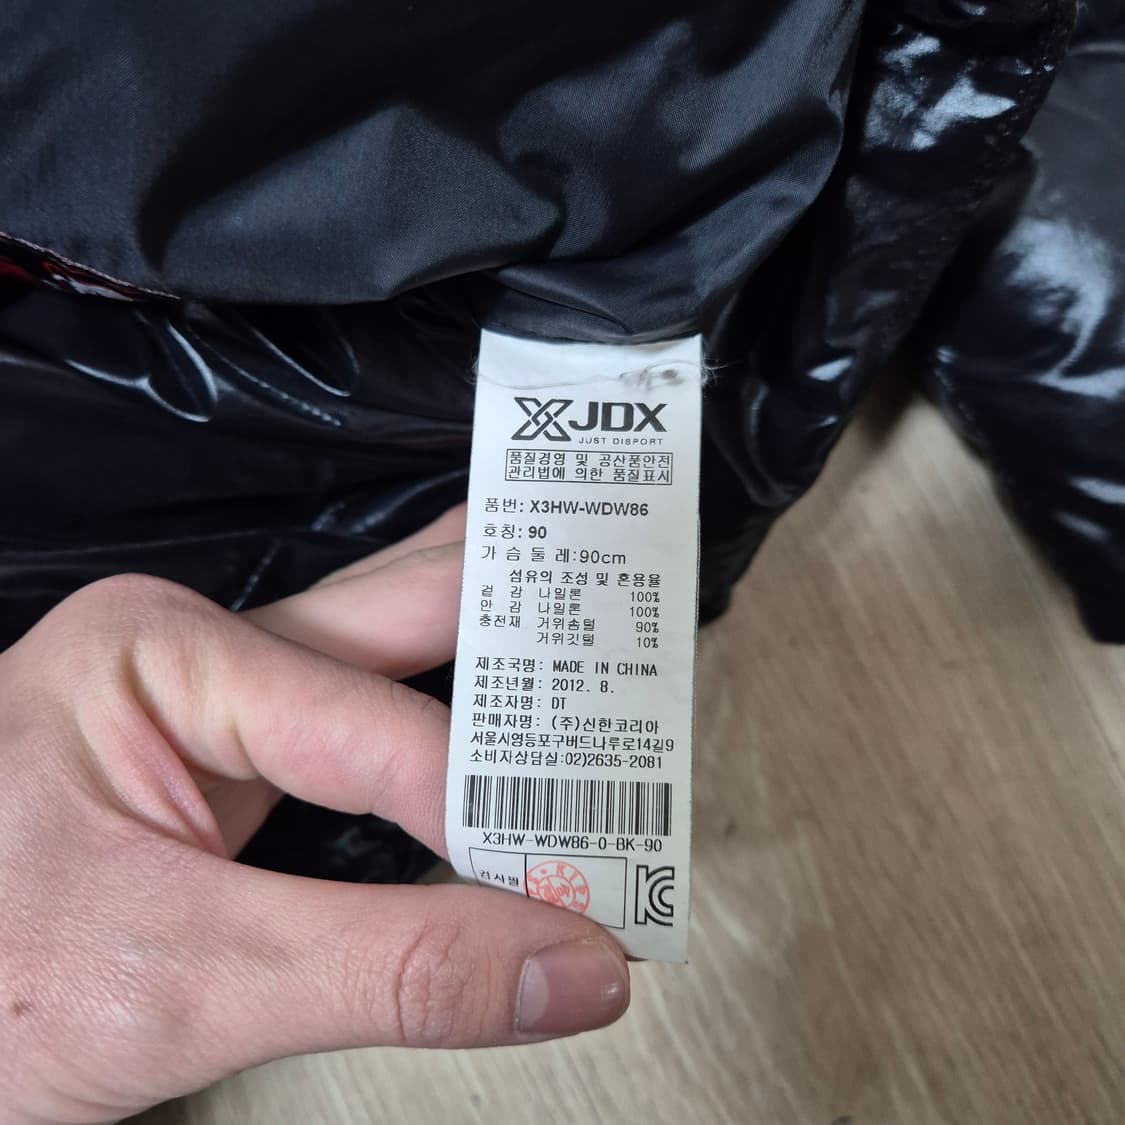 JDX
JUST DISPORT
품질경영 및 공산품안전
관리법에 의한 품질표시
품번: X3HW-WDW86
호칭: 90
가 슴 둘 레:90cm
섬유의 조성 및 혼용율
겉 감 나일론 100%
안 감 나일론 100%
충전재 거위솜털 90%
거위깃털 10%
제조국명: MADE IN CHINA
제조년월: 2012. 8.
제조자명: DT
판매자명: (주)신한코리아
서울시영등포구버드나루로14길9
소비자상담실:02)2635-2081
X3HW-WDW86-0-BK-90
검사필